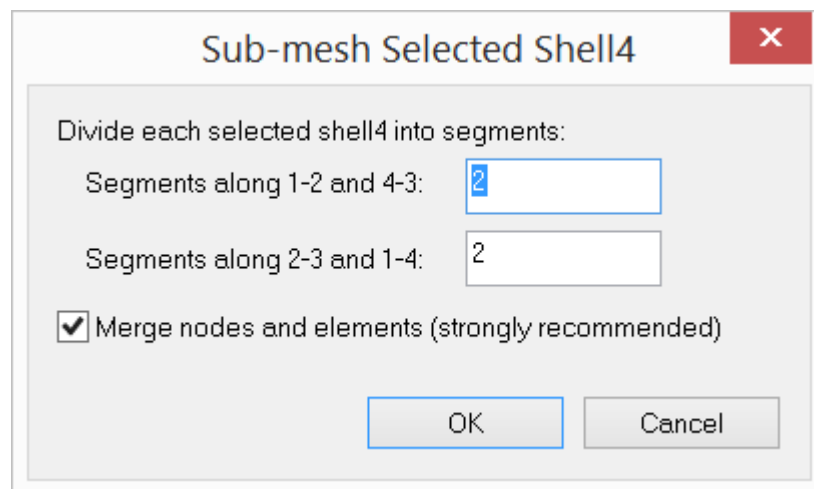 Sub-mesh Selected Shell4
Divide each selected shell4 into segments:
Segments along 1-2 and 4-3: 2
Segments along 2-3 and 1-4: 2
Merge nodes and elements (strongly recommended)
OK Cancel